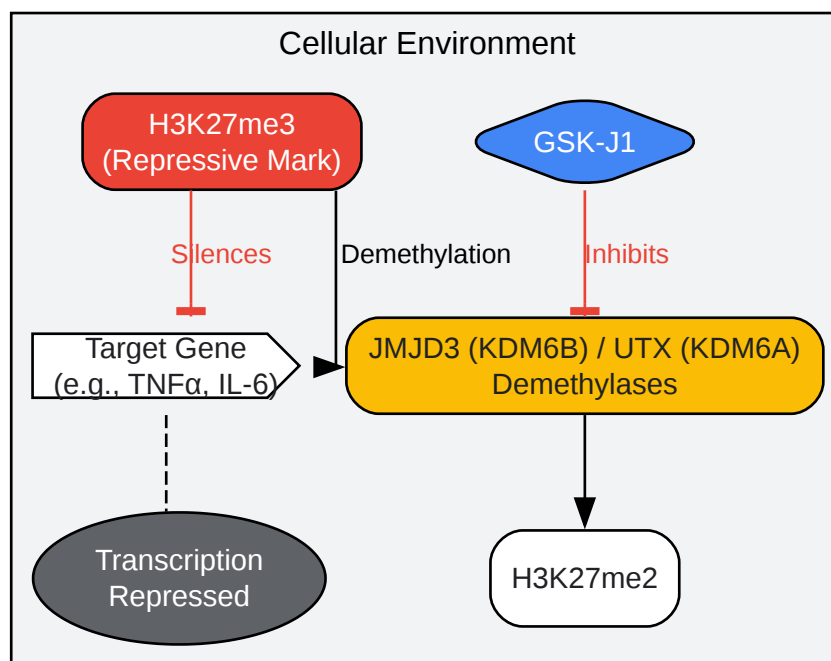 Cellular Environment
H3K27me3
(Repressive Mark)
GSK-J1
Silences
Demethylation
Inhibits
Target Gene
(e.g., TNFα, IL-6)
JMJD3 (KDM6B) / UTX (KDM6A)
Demethylases
Transcription
Repressed
H3K27me2